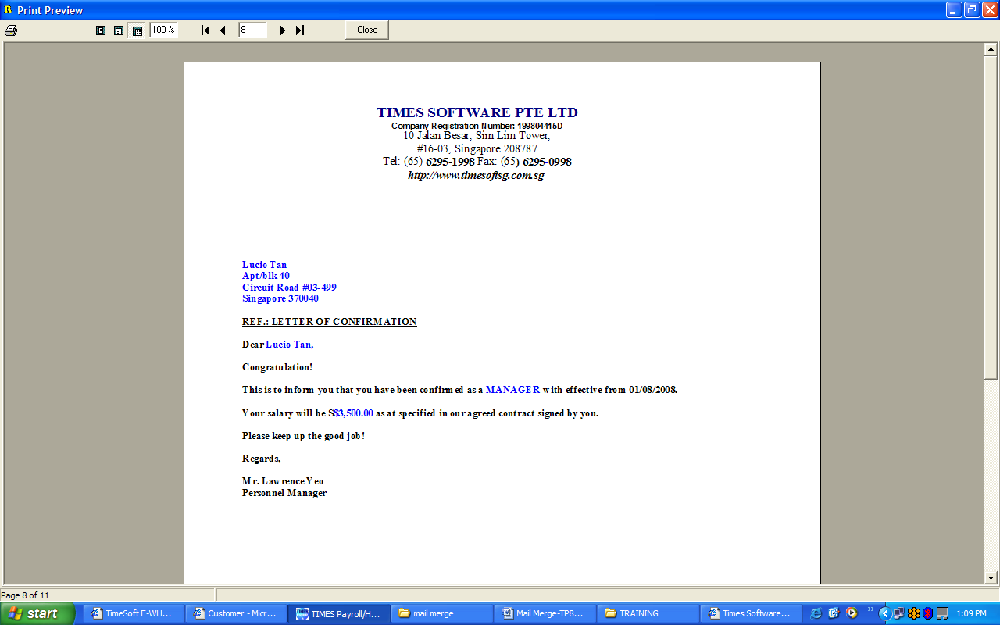 Print Preview
100 %
8
Close
TIMES SOFTWARE PTE LTD
Company Registration Number: 199804415D
10 Jalan Besar, Sim Lim Tower,
#16-03, Singapore 208787
Tel: (65) 6295-1998 Fax: (65) 6295-0998
http://www.timesoftsg.com.sg
Lucio Tan
Apt/blk 40
Circuit Road #03-499
Singapore 370040
REF.: LETTER OF CONFIRMATION
Dear Lucio Tan,
Congratulation!
This is to inform you that you have been confirmed as a MANAGER with effective from 01/08/2008.
Your salary will be S$3,500.00 as at specified in our agreed contract signed by you.
Please keep up the good job!
Regards,
Mr. Lawrence Yeo
Personnel Manager
Page 8 of 11
start
TimeSoft E-WH...
Customer - Micr...
TIMES Payroll/H...
mail merge
Mail Merge-TP8...
TRAINING
Times Software...
1:09 PM